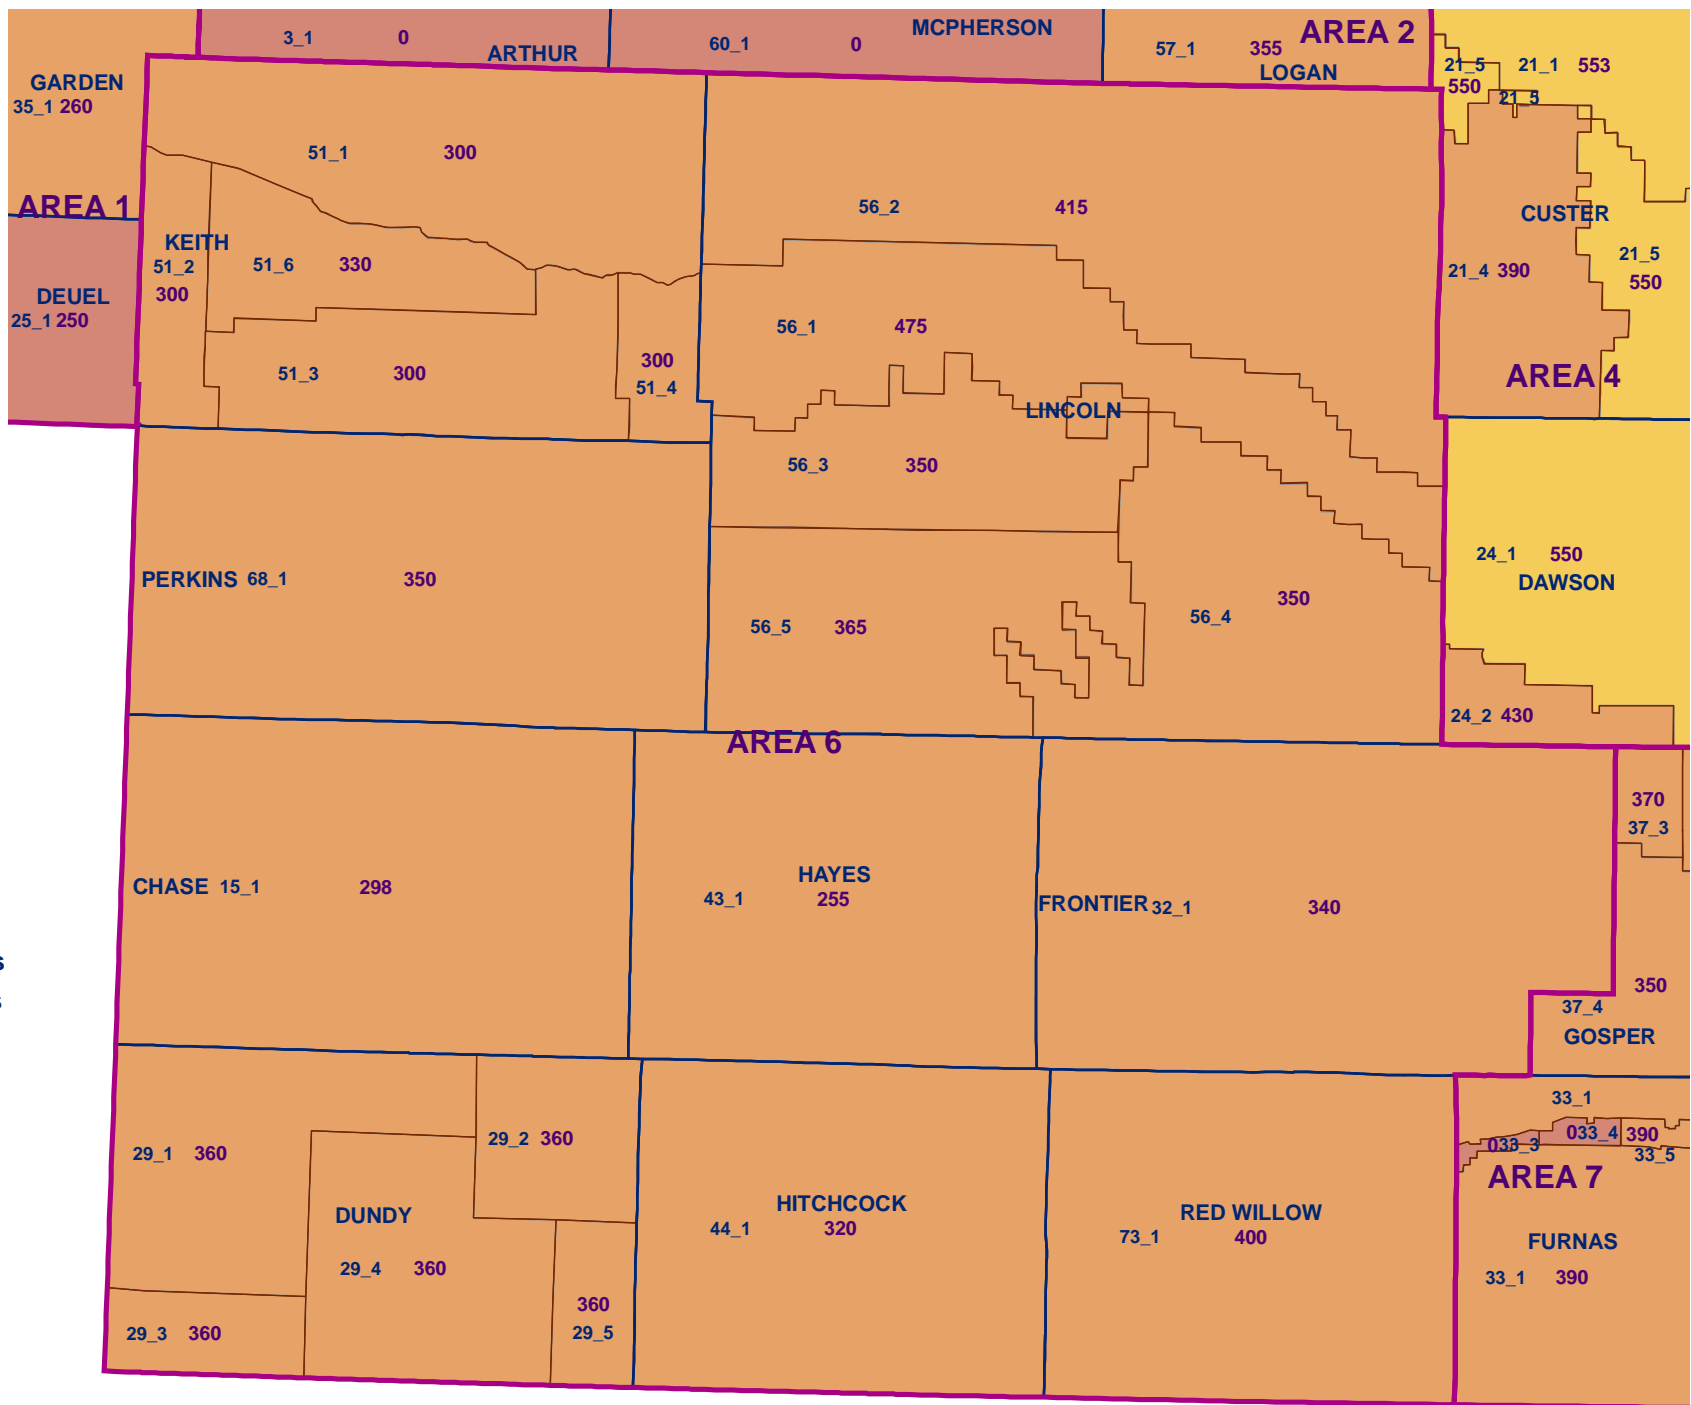 3_1 0 ARTHUR
60_1 0 MCPHERSON
57_1 355 AREA 2
LOGAN
21_5 21_1 553
550
21_5
GARDEN
35_1 260
51_1 300
AREA 1
56_2 415
CUSTER
KEITH
51_2 51_6 330
300
21_4 390
21_5
550
DEUEL
25_1 250
56_1 475
51_3 300
300
51_4
AREA 4
LINCOLN
56_3 350
24_1 550
DAWSON
PERKINS 68_1 350
56_5 365
56_4 350
24_2 430
AREA 6
370
37_3
CHASE 15_1 298
HAYES
43_1 255
FRONTIER 32_1 340
s
s
350
37_4
GOSPER
33_1
033_3 033_4 390
33_5
AREA 7
29_1 360
29_2 360
DUNDY
29_4 360
HITCHCOCK
44_1 320
RED WILLOW
73_1 400
FURNAS
33_1 390
29_3 360
360
29_5